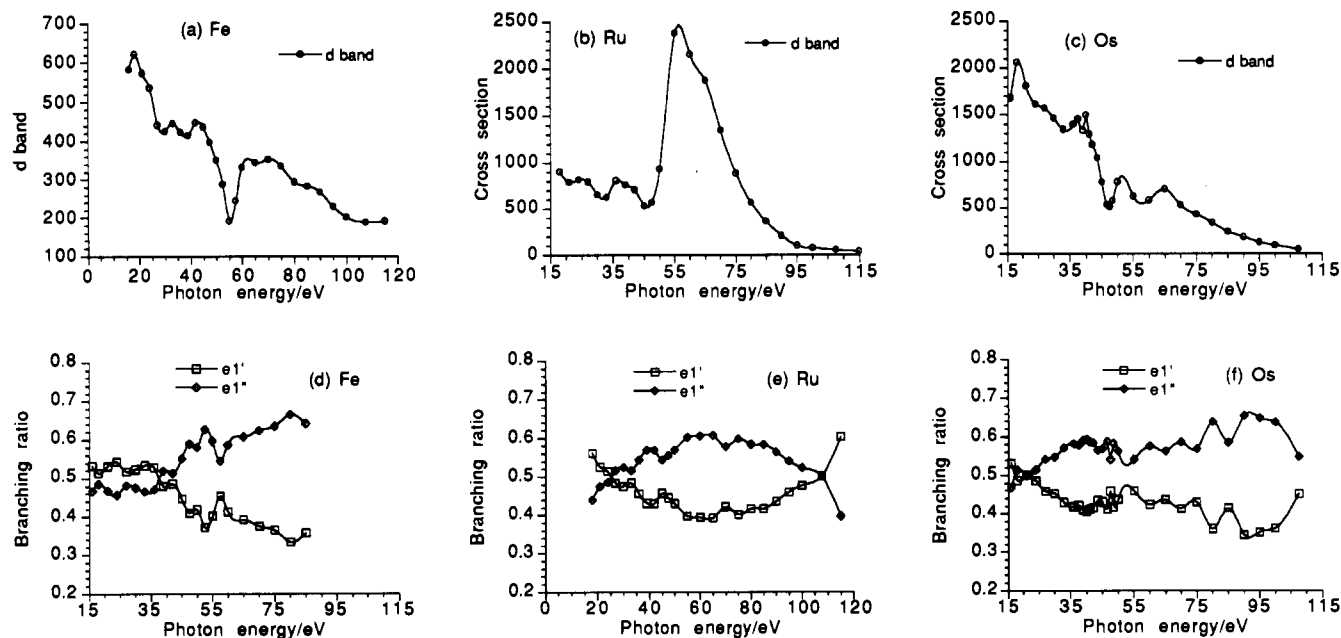 700
600
500
400
300
200
100
d band
(a) Fe
d band
0 20 40 60 80 100 120
Photon energy/eV
2500
2000
1500
1000
500
0
Cross section
(b) Ru
d band
15 35 55 75 95 115
Photon energy/eV
2500
2000
1500
1000
500
0
Cross section
(c) Os
d band
15 35 55 75 95 115
Photon energy/eV
0.8
0.7
0.6
0.5
0.4
0.3
0.2
Branching ratio
e1'
e1"
(d) Fe
15 35 55 75 95 115
Photon energy/eV
0.8
0.6
0.4
0.2
Branching ratio
e1'
e1"
(e) Ru
0 20 40 60 80 100 120
Photon energy/eV
0.8
0.7
0.6
0.5
0.4
0.3
0.2
Branching ratio
e1'
e1"
(f) Os
15 35 55 75 95 115
Photon energy/eV